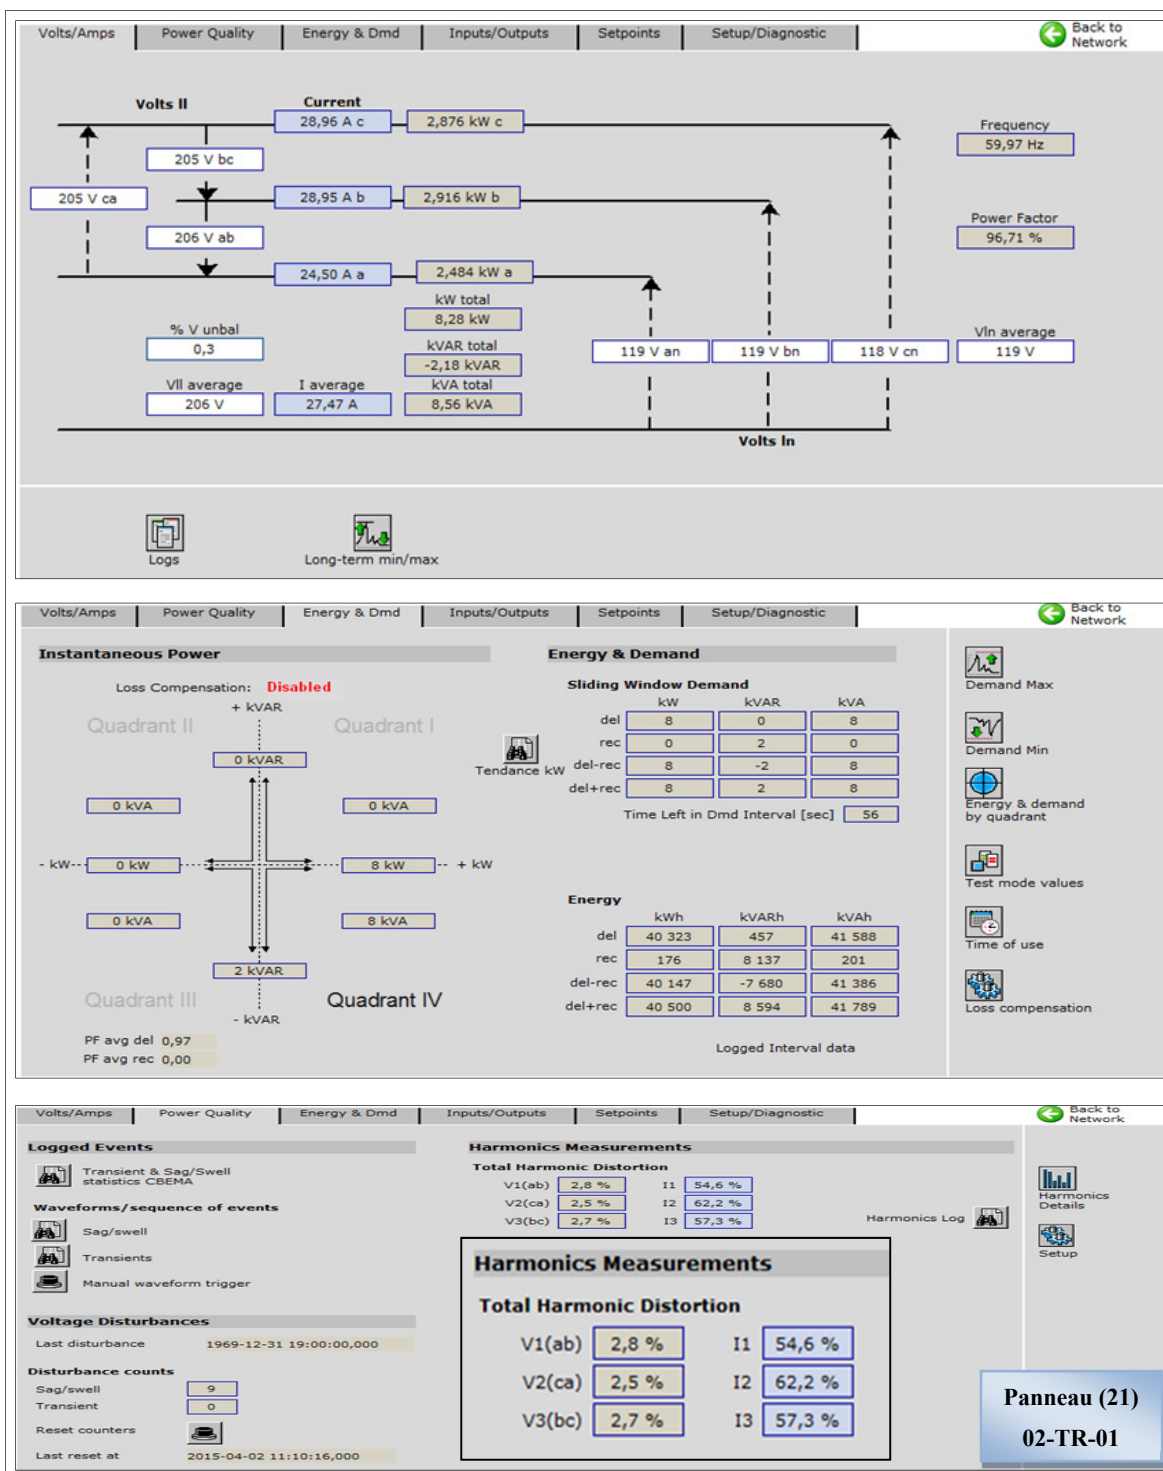 Volts/Amps Power Quality Energy & Dmd Inputs/Outputs Setpoints Setup/Diagnostic Back to Network
Volts ll Current
28,96 A c 2,876 kW c
Frequency
59,97 Hz
205 V bc
205 V ca 28,95 A b 2,916 kW b
Power Factor
96,71 %
206 V ab
24,50 A a 2,484 kW a
kW total
8,28 kW
% V unbal
0,3
kVAR total
-2,18 kVAR
119 V an 119 V bn 118 V cn
Vln average
119 V
Vll average I average kVA total
206 V 27,47 A 8,56 kVA
Volts ln
Logs Long-term min/max
Volts/Amps Power Quality Energy & Dmd Inputs/Outputs Setpoints Setup/Diagnostic Back to Network
Instantaneous Power
Loss Compensation: Disabled
+ kVAR
Quadrant II Quadrant I
0 kVAR
0 kVA 0 kVA
- kW 0 kW 8 kW + kW
0 kVA 8 kVA
2 kVAR
Quadrant III Quadrant IV
- kVAR
PF avg del 0,97
PF avg rec 0,00
Tendance kW
Energy & Demand
Sliding Window Demand
kW kVAR kVA
del 8 0 8
rec 0 2 0
del-rec 8 -2 8
del+rec 8 2 8
Time Left in Dmd Interval [sec] 56
Energy
kWh kVARh kVAh
del 40 323 457 41 588
rec 176 8 137 201
del-rec 40 147 -7 680 41 386
del+rec 40 500 8 594 41 789
Logged Interval data
Demand Max
Demand Min
Energy & demand
by quadrant
Test mode values
Time of use
Loss compensation
Volts/Amps Power Quality Energy & Dmd Inputs/Outputs Setpoints Setup/Diagnostic Back to Network
Logged Events
Transient & Sag/Swell
statistics CBEMA
Waveforms/sequence of events
Sag/swell
Transients
Manual waveform trigger
Voltage Disturbances
Last disturbance 1969-12-31 19:00:00,000
Disturbance counts
Sag/swell 9
Transient 0
Reset counters
Last reset at 2015-04-02 11:10:16,000
Harmonics Measurements
Total Harmonic Distortion
V1(ab) 2,8 % I1 54,6 %
V2(ca) 2,5 % I2 62,2 %
V3(bc) 2,7 % I3 57,3 %
Harmonics Log
Harmonics
Details
Setup
Harmonics Measurements
Total Harmonic Distortion
V1(ab) 2,8 % I1 54,6 %
V2(ca) 2,5 % I2 62,2 %
V3(bc) 2,7 % I3 57,3 %
Panneau (21)
02-TR-01